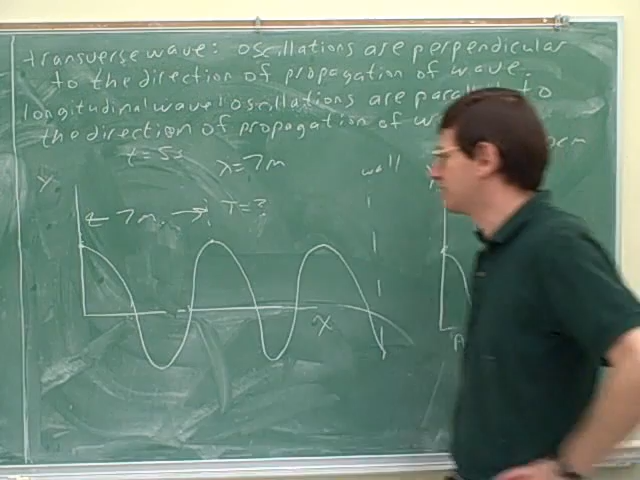 transverse wave: oscillations are perpendicular
to the direction of propagation of wave.
longitudinal wave: oscillations are parallel to
the direction of propagation of
t=5s
λ=7m
wall
Y
← 7m →
T=?
X